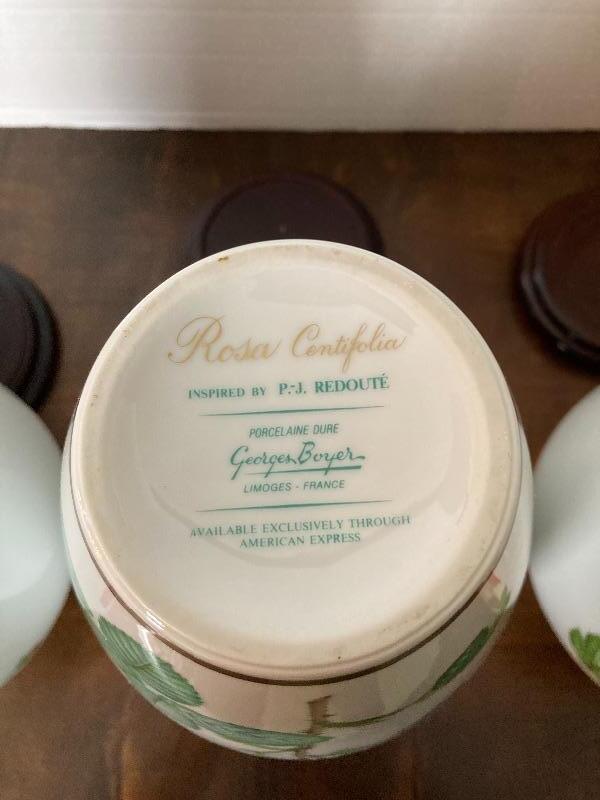 Rosa Centifolia
INSPIRED BY P.-J. REDOUTÉ
PORCELAINE DURE
Georges Boyer
LIMOGES - FRANCE
AVAILABLE EXCLUSIVELY THROUGH
AMERICAN EXPRESS